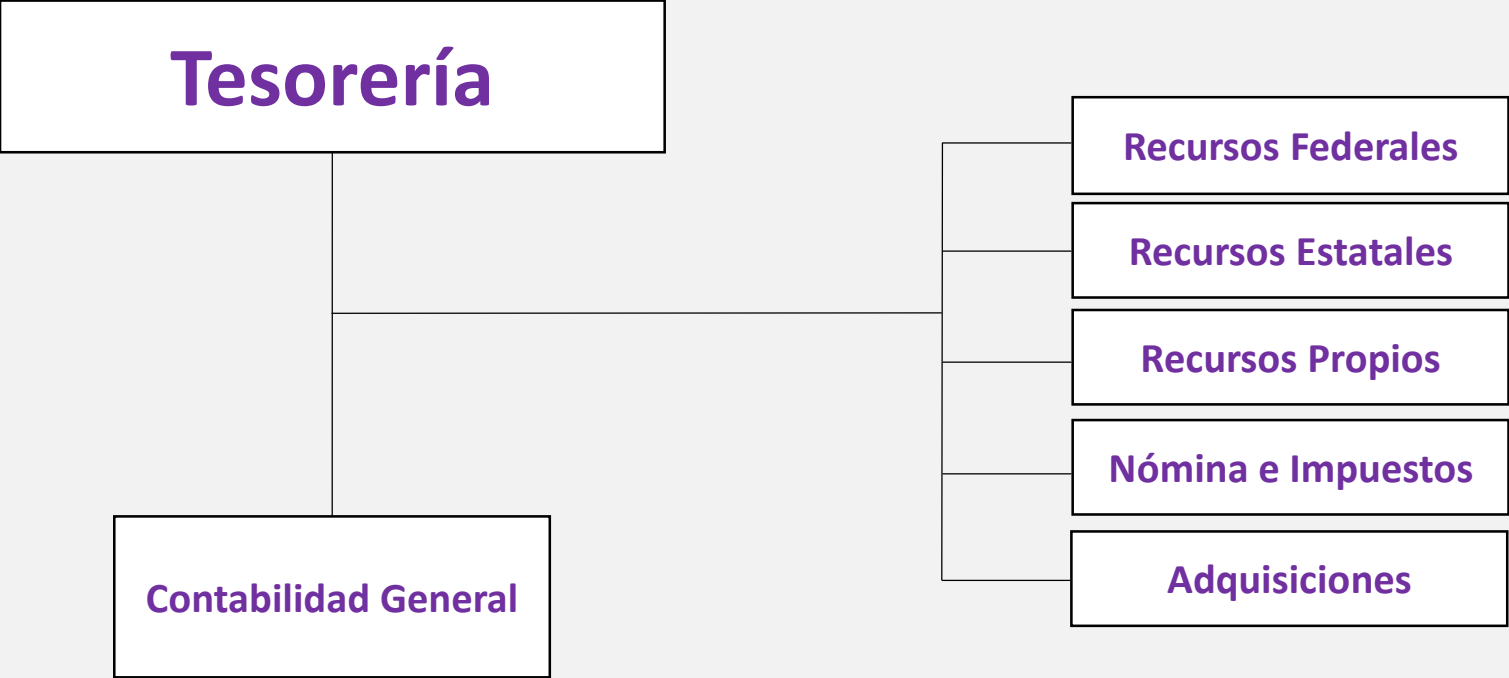 Tesorería
Recursos Federales
Recursos Estatales
Recursos Propios
Nómina e Impuestos
Adquisiciones
Contabilidad General